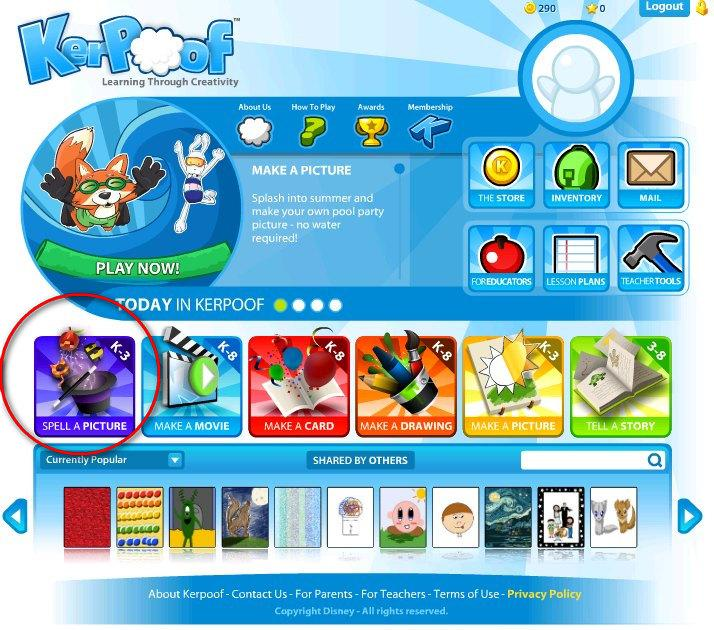 290
0
Logout
KerPoof™
Learning Through Creativity
About Us
How To Play
Awards
Membership
K
MAKE A PICTURE
Splash into summer and
make your own pool party
picture - no water
required!
PLAY NOW!
K
THE STORE
INVENTORY
MAIL
FOR EDUCATORS
LESSON PLANS
TEACHER TOOLS
TODAY IN KERPOOF
K-3
SPELL A PICTURE
K-8
MAKE A MOVIE
K-8
MAKE A CARD
K-8
MAKE A DRAWING
K-3
MAKE A PICTURE
3-8
TELL A STORY
Currently Popular
SHARED BY OTHERS
About Kerpoof - Contact Us - For Parents - For Teachers - Terms of Use - Privacy Policy
Copyright Disney - All rights reserved.